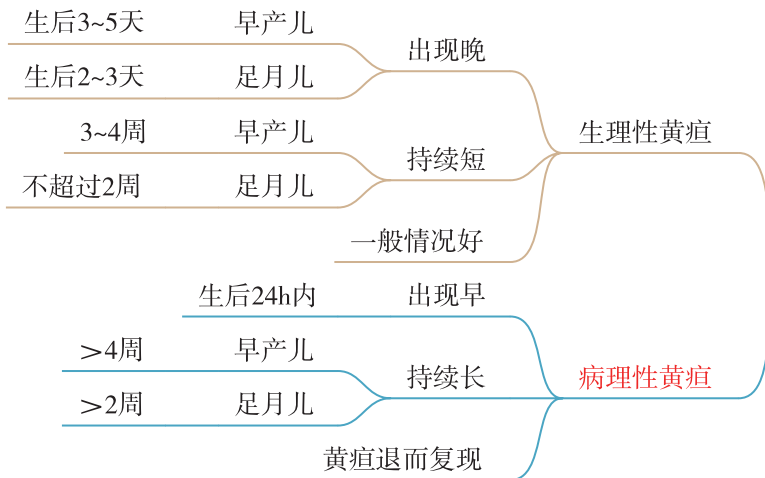 生后3~5天 早产儿
出现晚
生后2~3天 足月儿
3~4周 早产儿
生理性黄疸
持续短
不超过2周 足月儿
一般情况好
生后24h内 出现早
>4周 早产儿
持续长 病理性黄疸
>2周 足月儿
黄疸退而复现